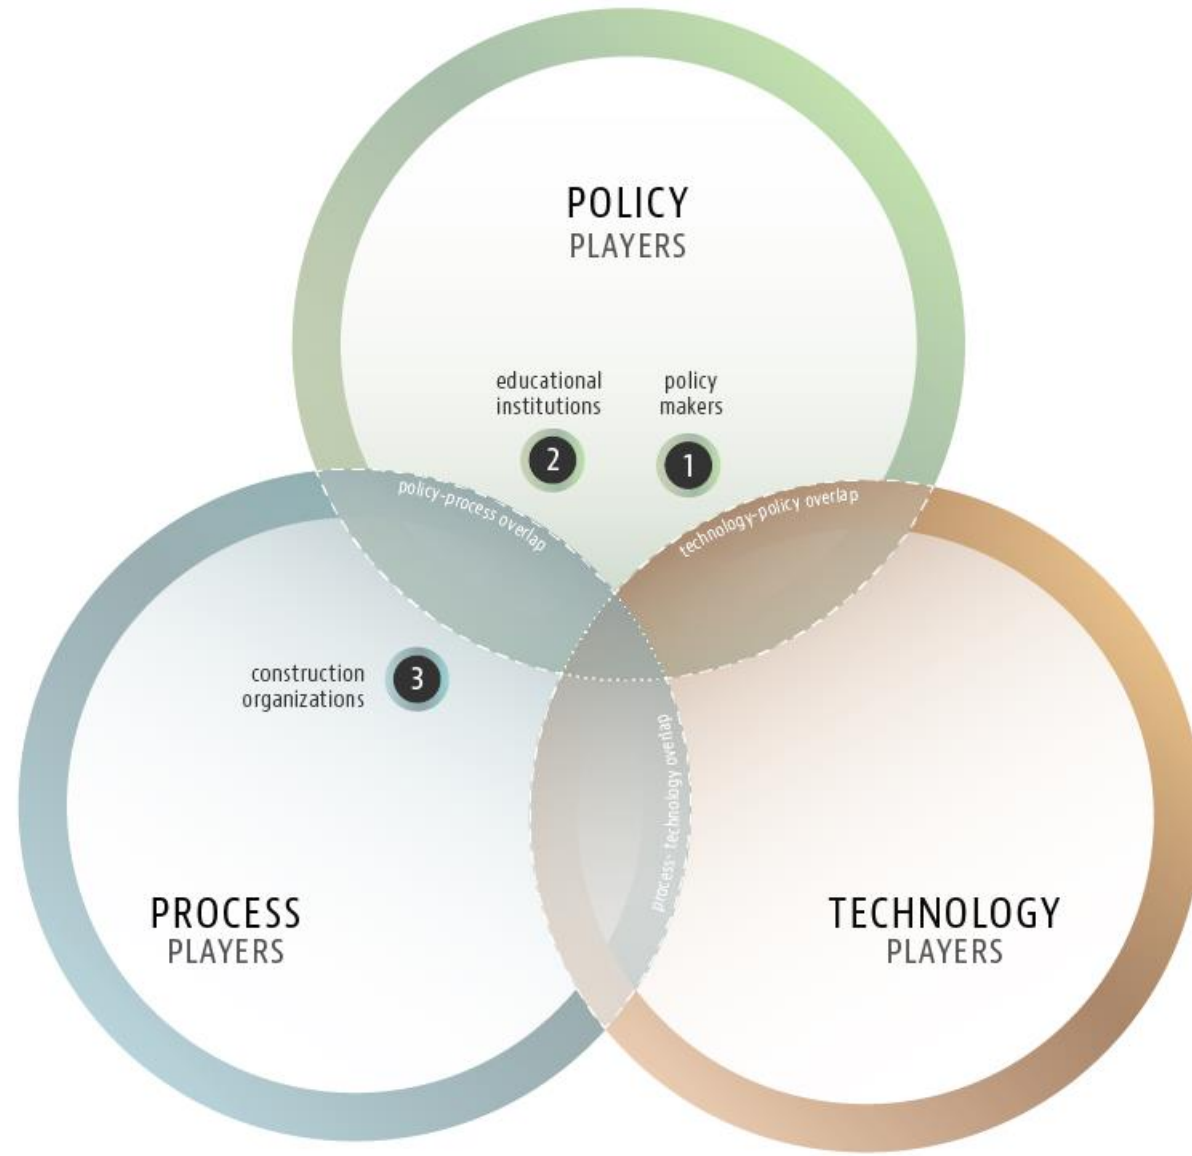 POLICY
PLAYERS
educational
institutions
policy
makers
2
1
policy-process overlap
technology-policy overlap
construction
organizations
3
process- technology overlap
PROCESS
PLAYERS
TECHNOLOGY
PLAYERS